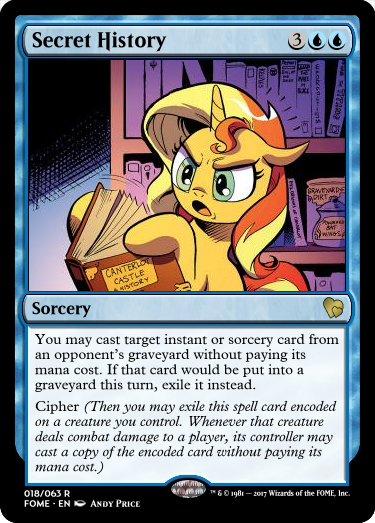 Secret History 3
GRAVEYARD
DIRT
POWDERED
BAT
WINGS
CANTERLOT
CASTLE
A HISTORY
Sorcery
You may cast target instant or sorcery card from
an opponent's graveyard without paying its
mana cost. If that card would be put into a
graveyard this turn, exile it instead.
Cipher (Then you may exile this spell card encoded
on a creature you control. Whenever that creature
deals combat damage to a player, its controller may
cast a copy of the encoded card without paying its
mana cost.)
018/063 R
FOME • EN Andy Price
™ & © 1981 — 2017 Wizards of the FOME, Inc.